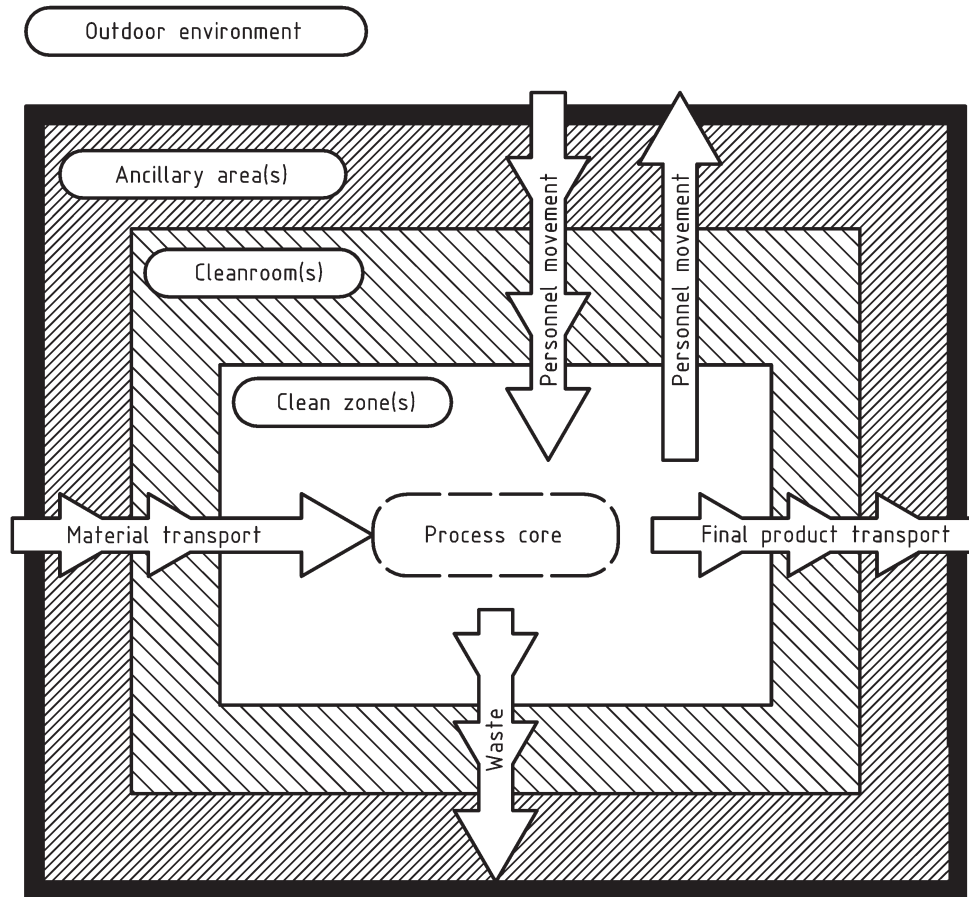 Outdoor environment
Ancillary area(s)
Cleanroom(s)
Clean zone(s)
Personnel movement
Personnel movement
Material transport
Process core
Final product transport
Waste